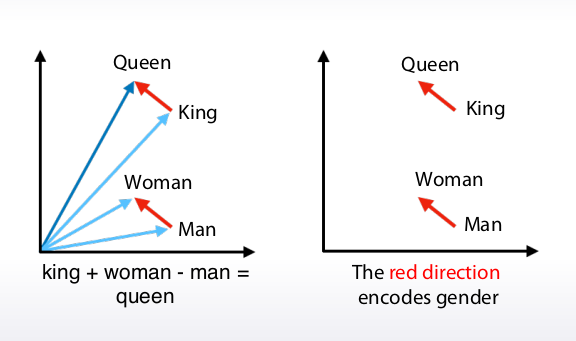 Queen
King
Woman
Man
king + woman - man =
queen
Queen
King
Woman
Man
The red direction
encodes gender